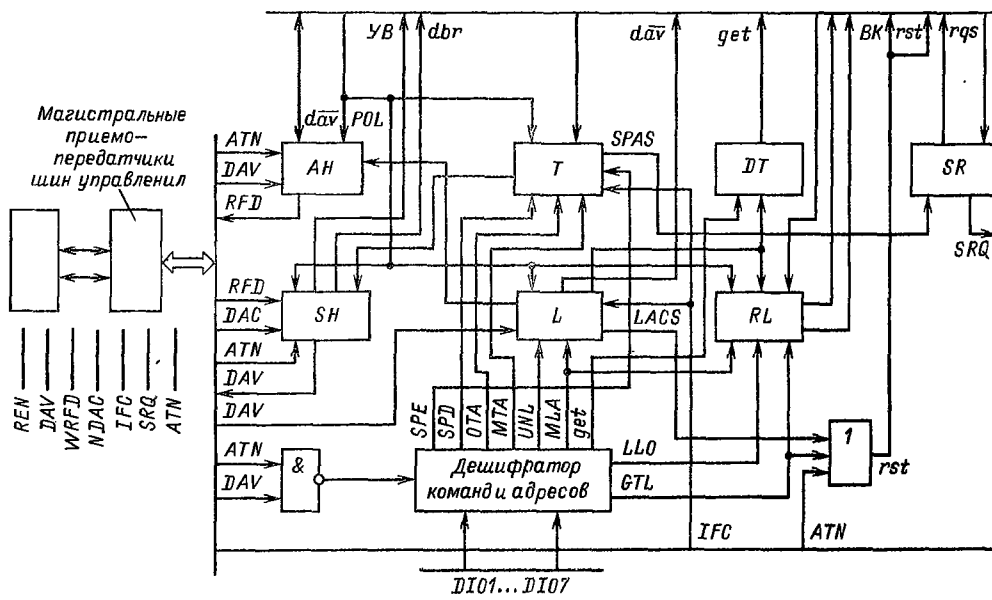 УВ
dbr
dav
get
ВК
rst
rqs
Магистральные
приемо-
передатчики
шин управления
ATN
DAV
RFD
dav
POL
AH
T
SPAS
DT
SR
SRQ
RFD
DAC
ATN
DAV
DAV
SH
L
LACS
RL
SPE
SPD
OTA
MTA
UNL
MLA
get
ATN
DAV
&
Дешифратор
команд и адресов
LLO
GTL
1
rst
IFC
ATN
DIO1...DIO7
REN
DAV
WRFD
NDAC
IFC
SRQ
ATN